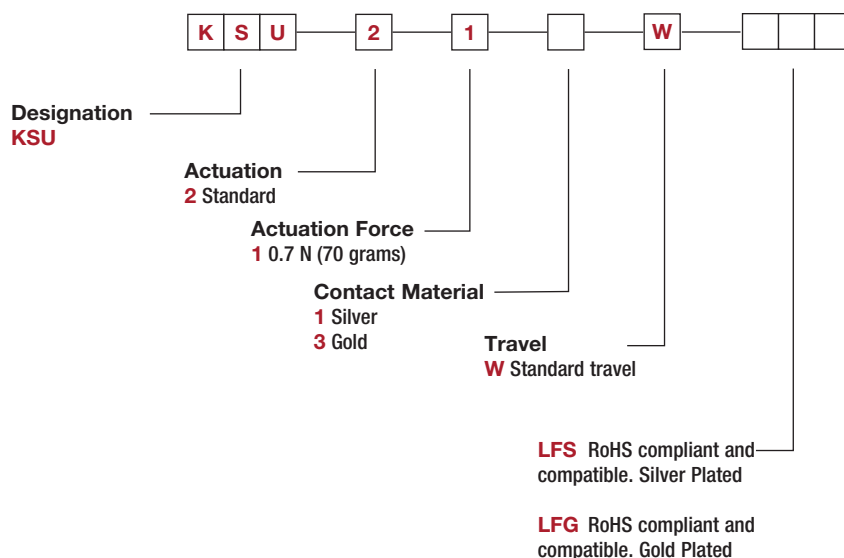 K S U 2 1 W
Designation
KSU
Actuation
2 Standard
Actuation Force
1 0.7 N (70 grams)
Contact Material
1 Silver
3 Gold
Travel
W Standard travel
LFS RoHS compliant and
compatible. Silver Plated
LFG RoHS compliant and
compatible. Gold Plated